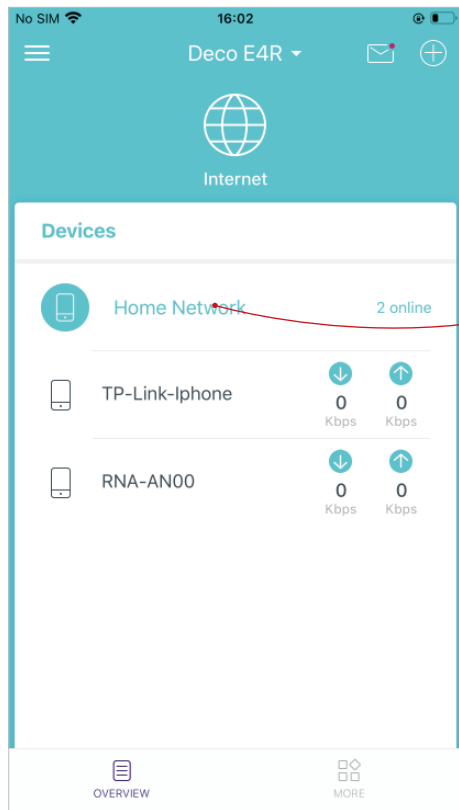 No SIM 16:02
Deco E4R
Internet
Devices
Home Network 2 online
TP-Link-Iphone 0 0
Kbps Kbps
RNA-AN00 0 0
Kbps Kbps
OVERVIEW MORE